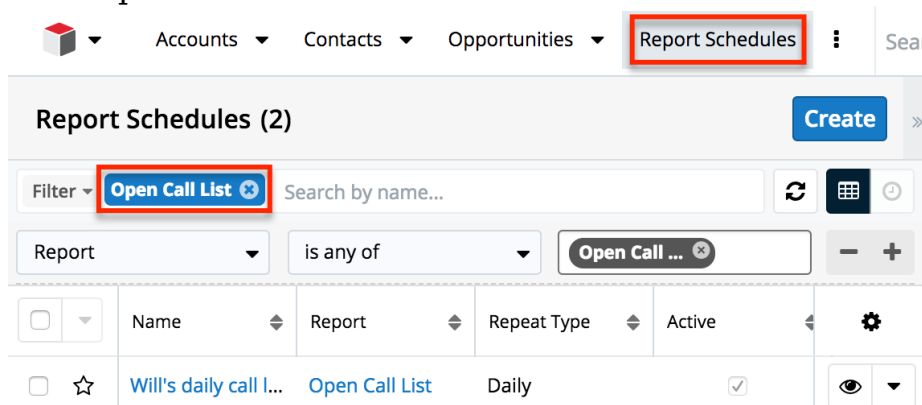 Accounts Contacts Opportunities Report Schedules
Report Schedules (2) Create »
Filter Open Call List Search by name...
Report is any of Open Call ...
Name Report Repeat Type Active
Will's daily call l... Open Call List Daily